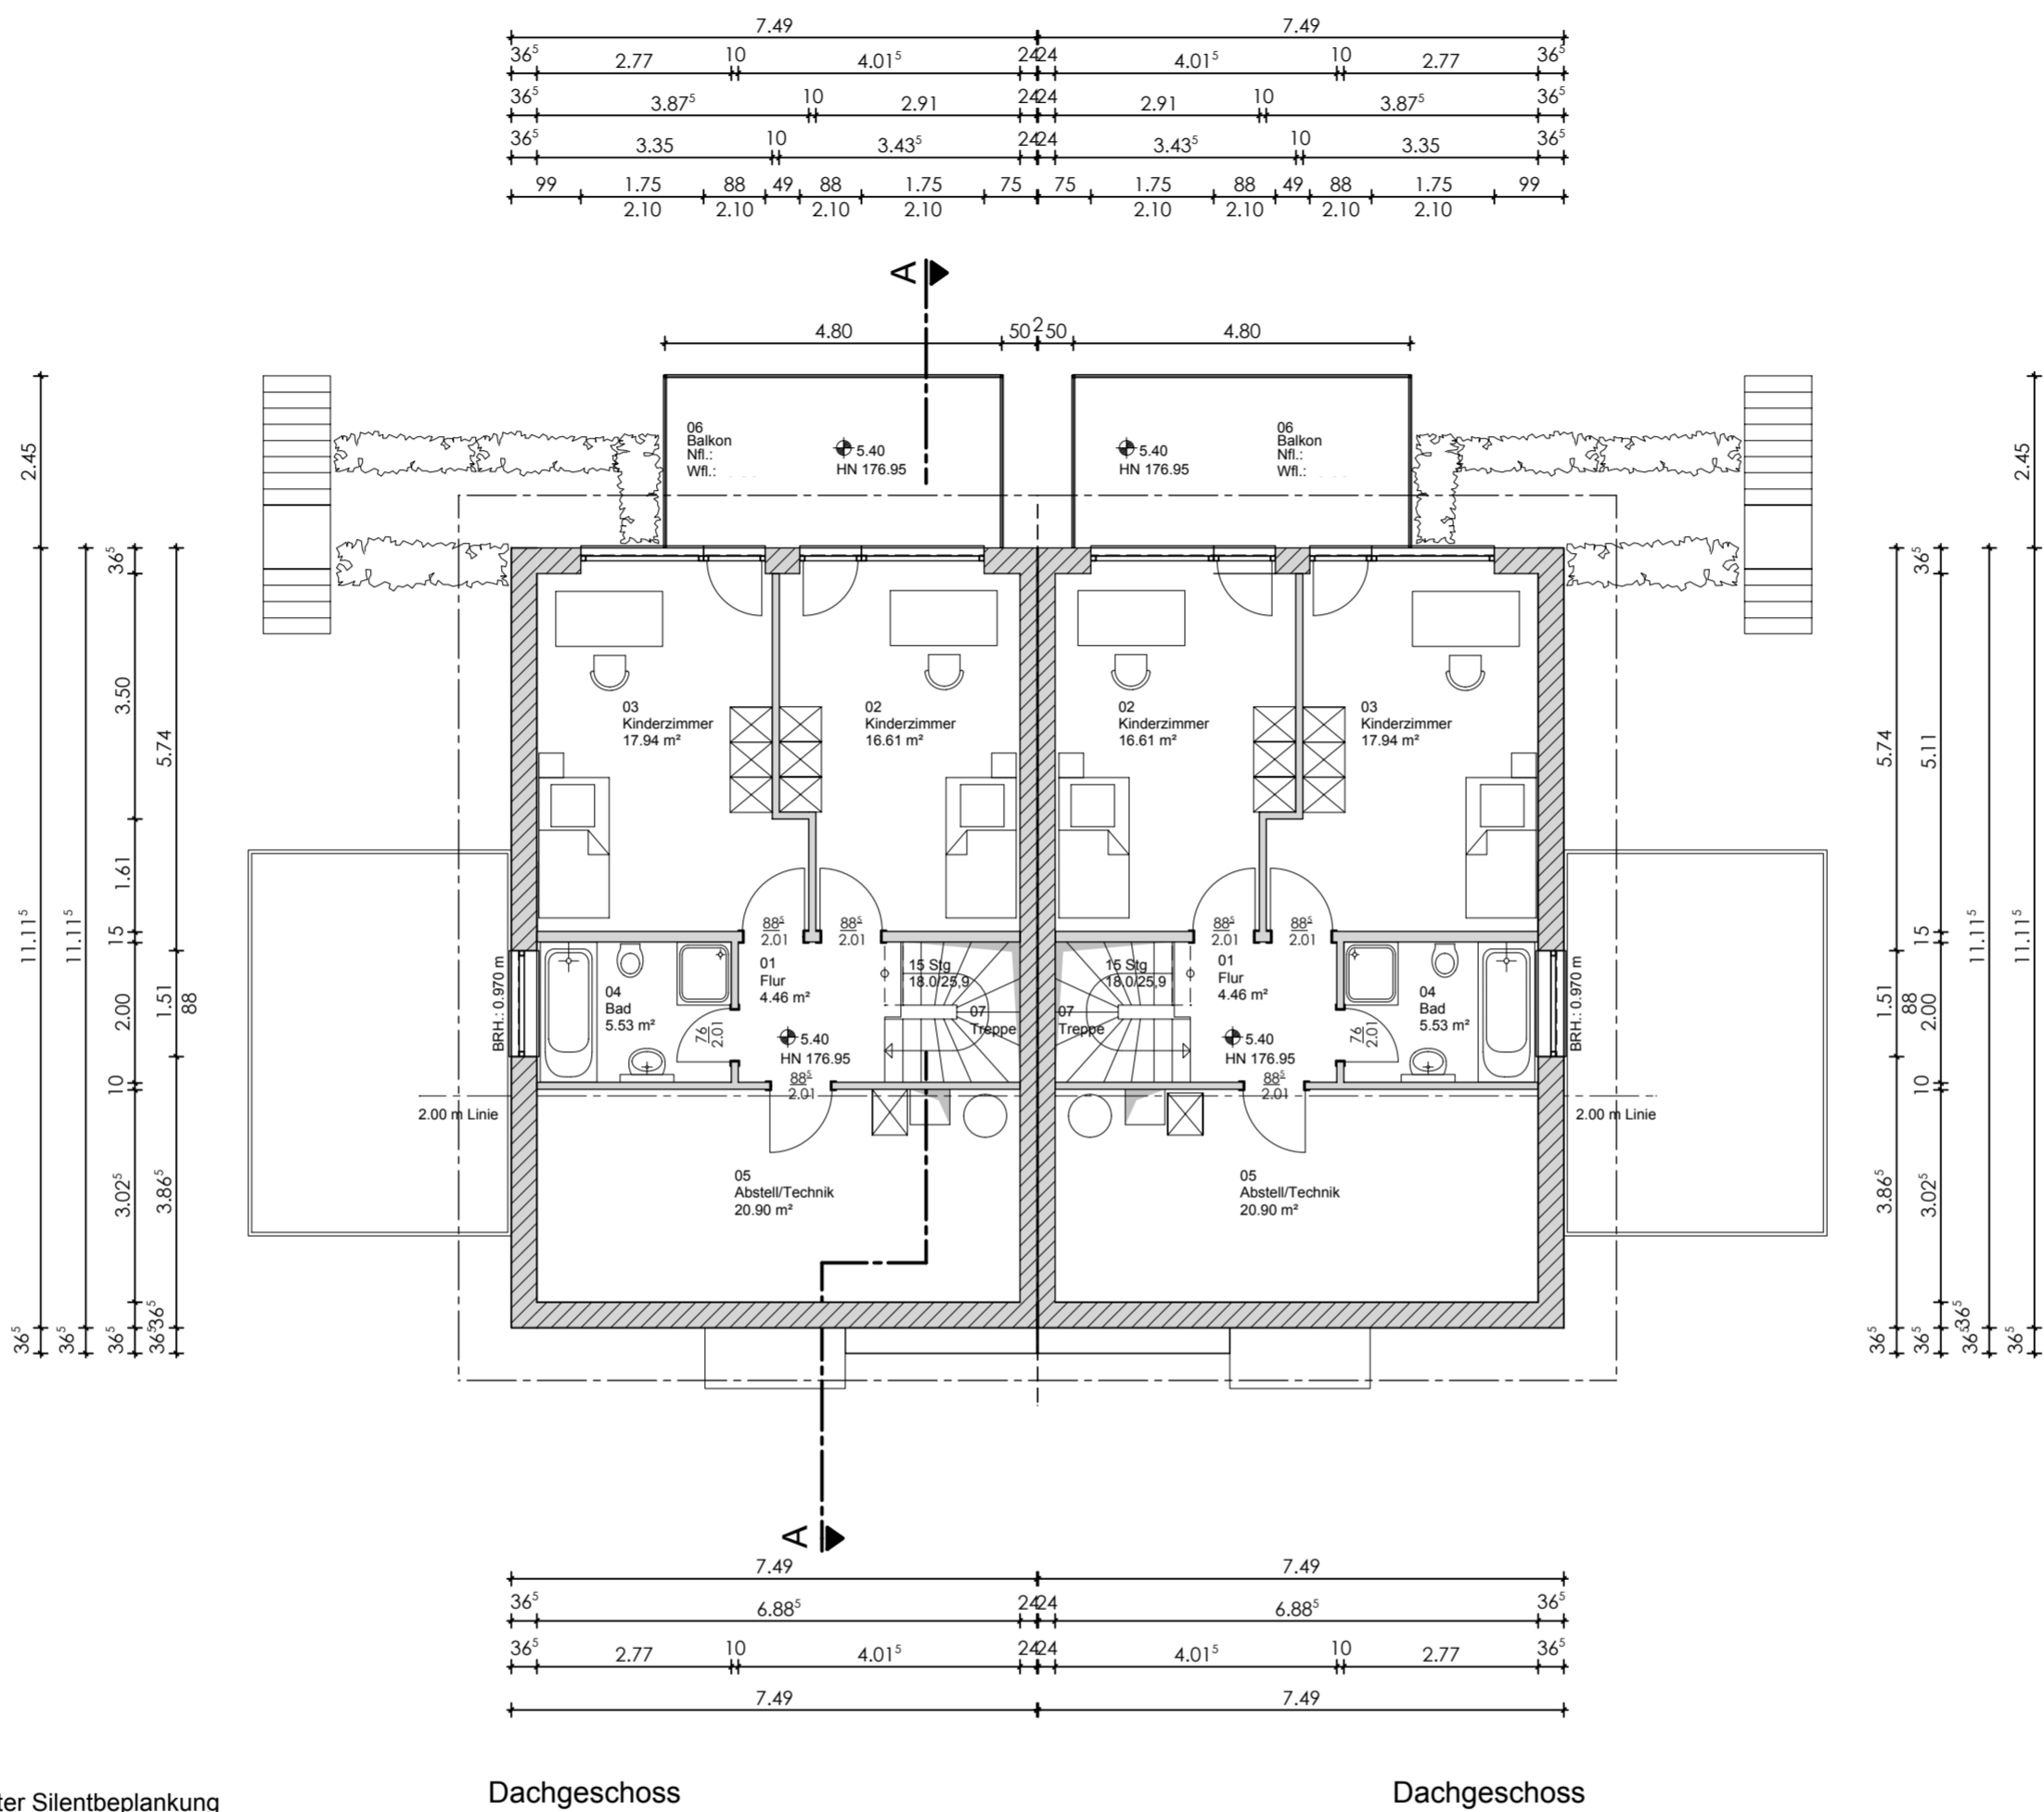 7.49 7.49
36⁵ 2.77 10 4.01⁵ 24 24 4.01⁵ 10 2.77 36⁵
36⁵ 3.87⁵ 10 2.91 24 24 2.91 10 3.87⁵ 36⁵
36⁵ 3.35 10 3.43⁵ 24 24 3.43⁵ 10 3.35 36⁵
99 1.75 88 49 88 1.75 75 75 1.75 88 49 88 1.75 99
2.10 2.10 2.10 2.10 2.10 2.10 2.10 2.10
A
4.80 50 2 50 4.80
2.45
11.11⁵
36⁵
11.11⁵
36⁵
36⁵
3.50
1.61
15
2.00
10
3.02⁵
36⁵
36⁵
5.74
1.51
88
3.86⁵
36⁵
06
Balkon
Nfl.:
Wfl.:
5.40
HN 176.95
5.40
HN 176.95
06
Balkon
Nfl.:
Wfl.:
03
Kinderzimmer
17.94 m²
02
Kinderzimmer
16.61 m²
02
Kinderzimmer
16.61 m²
03
Kinderzimmer
17.94 m²
88⁵
2.01
88⁵
2.01
88⁵
2.01
88⁵
2.01
BRH.: 0.970 m
04
Bad
5.53 m²
76
2.01
01
Flur
4.46 m²
5.40
HN 176.95
88⁵
2.01
15 Stg
18.0/25,9
07
Treppe
15 Stg
18.0/25,9
07
Treppe
01
Flur
4.46 m²
5.40
HN 176.95
88⁵
2.01
76
2.01
04
Bad
5.53 m²
BRH.: 0.970 m
2.00 m Linie
2.00 m Linie
05
Abstell/Technik
20.90 m²
05
Abstell/Technik
20.90 m²
5.74
1.51
88
3.86⁵
36⁵
36⁵
5.11
15
2.00
10
3.02⁵
36⁵
36⁵
11.11⁵
36⁵
2.45
11.11⁵
36⁵
A
7.49 7.49
36⁵ 6.88⁵ 24 24 6.88⁵ 36⁵
36⁵ 2.77 10 4.01⁵ 24 24 4.01⁵ 10 2.77 36⁵
7.49 7.49
Dachgeschoss Dachgeschoss
Silentbeplankung